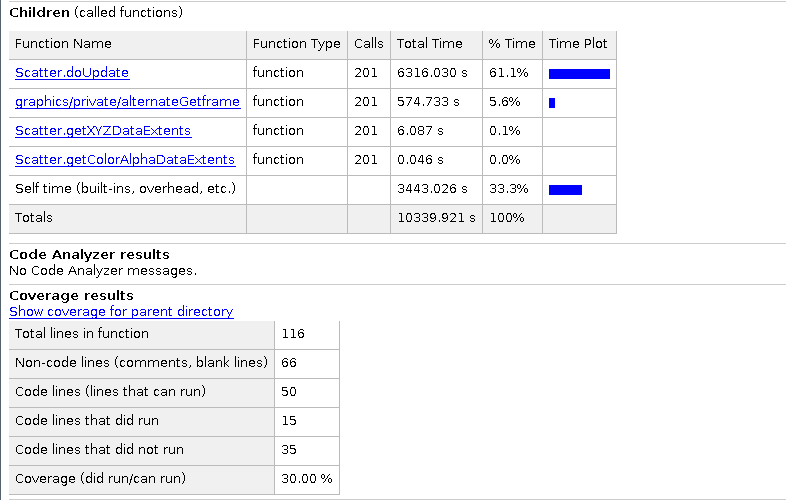 Children (called functions)
Function Name Function Type Calls Total Time % Time Time Plot
Scatter.doUpdate function 201 6316.030 s 61.1%
graphics/private/alternateGetframe function 201 574.733 s 5.6%
Scatter.getXYZDataExtents function 201 6.087 s 0.1%
Scatter.getColorAlphaDataExtents function 201 0.046 s 0.0%
Self time (built-ins, overhead, etc.) 3443.026 s 33.3%
Totals 10339.921 s 100%
Code Analyzer results
No Code Analyzer messages.
Coverage results
Show coverage for parent directory
Total lines in function 116
Non-code lines (comments, blank lines) 66
Code lines (lines that can run) 50
Code lines that did run 15
Code lines that did not run 35
Coverage (did run/can run) 30.00 %